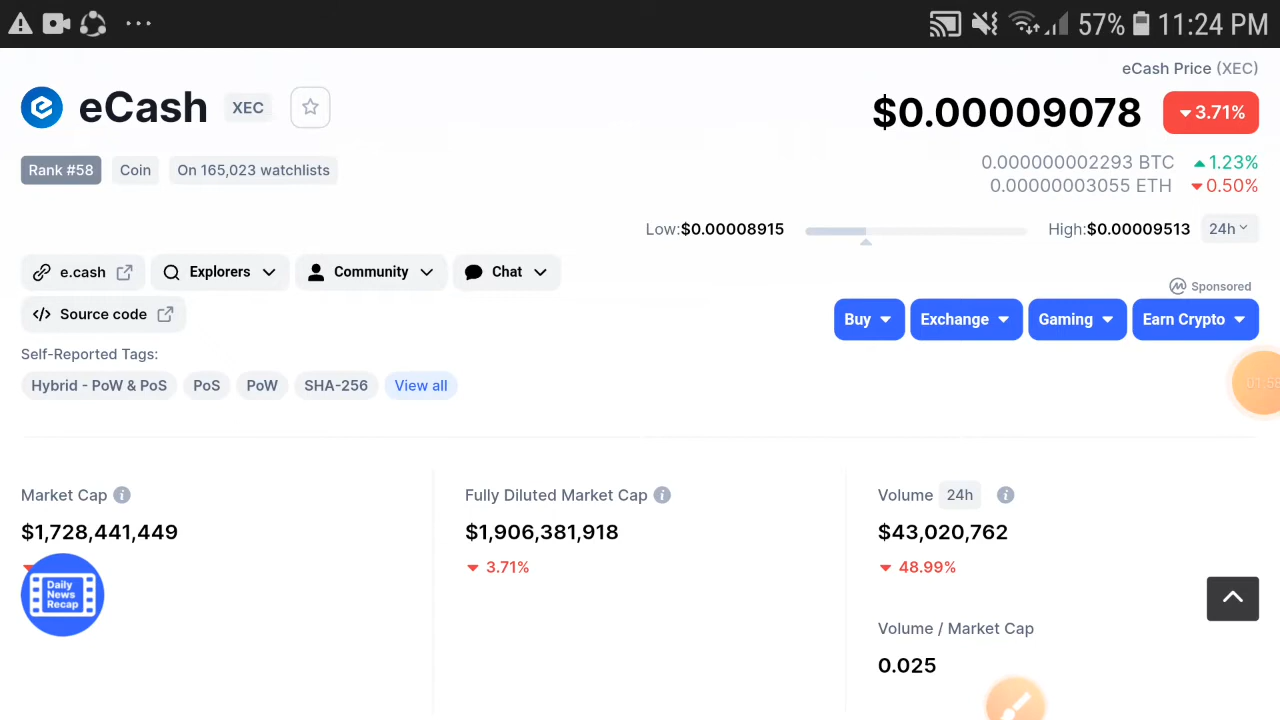 57% 11:24 PM
eCash XEC
eCash Price (XEC)
$0.00009078 3.71%
Rank #58 Coin On 165,023 watchlists
0.000000002293 BTC 1.23%
0.00000003055 ETH 0.50%
Low:$0.00008915 High:$0.00009513 24h
e.cash Explorers Community Chat
Source code
Sponsored
Buy Exchange Gaming Earn Crypto
Self-Reported Tags:
Hybrid - PoW & PoS PoS PoW SHA-256 View all
Market Cap Fully Diluted Market Cap Volume 24h
$1,728,441,449 $1,906,381,918 $43,020,762
3.71% 48.99%
Daily
News
Recap
Volume / Market Cap
0.025